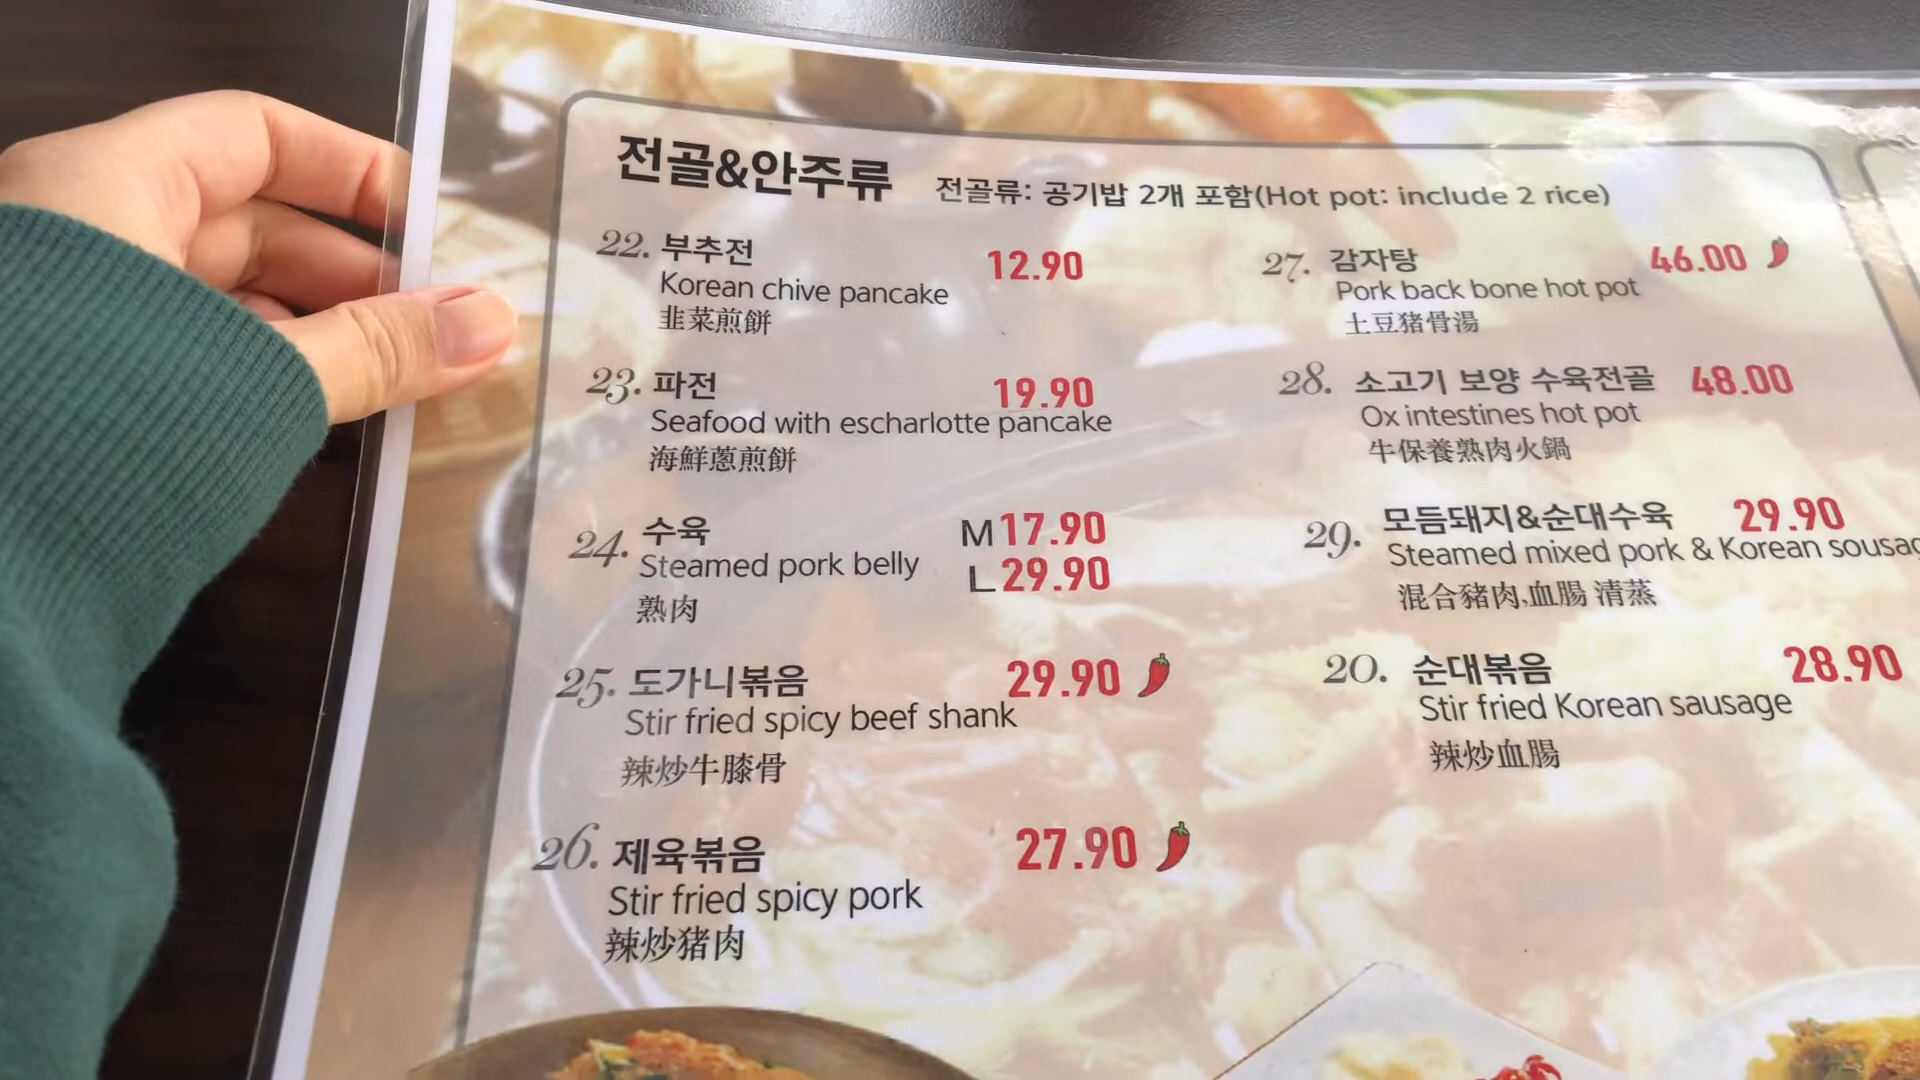 전골&안주류 전골류: 공기밥 2개 포함(Hot pot: include 2 rice)
22. 부추전 12.90
Korean chive pancake
韭菜煎餅
23. 파전 19.90
Seafood with escharlotte pancake
海鮮蔥煎餅
24. 수육 M 17.90
Steamed pork belly L 29.90
熟肉
25. 도가니볶음 29.90
Stir fried spicy beef shank
辣炒牛膝骨
26. 제육볶음 27.90
Stir fried spicy pork
辣炒猪肉
27. 감자탕 46.00
Pork back bone hot pot
土豆猪骨湯
28. 소고기 보양 수육전골 48.00
Ox intestines hot pot
牛保養熟肉火鍋
29. 모듬돼지&순대수육 29.90
Steamed mixed pork & Korean sousag
混合豬肉,血腸 清蒸
20. 순대볶음 28.90
Stir fried Korean sausage
辣炒血腸